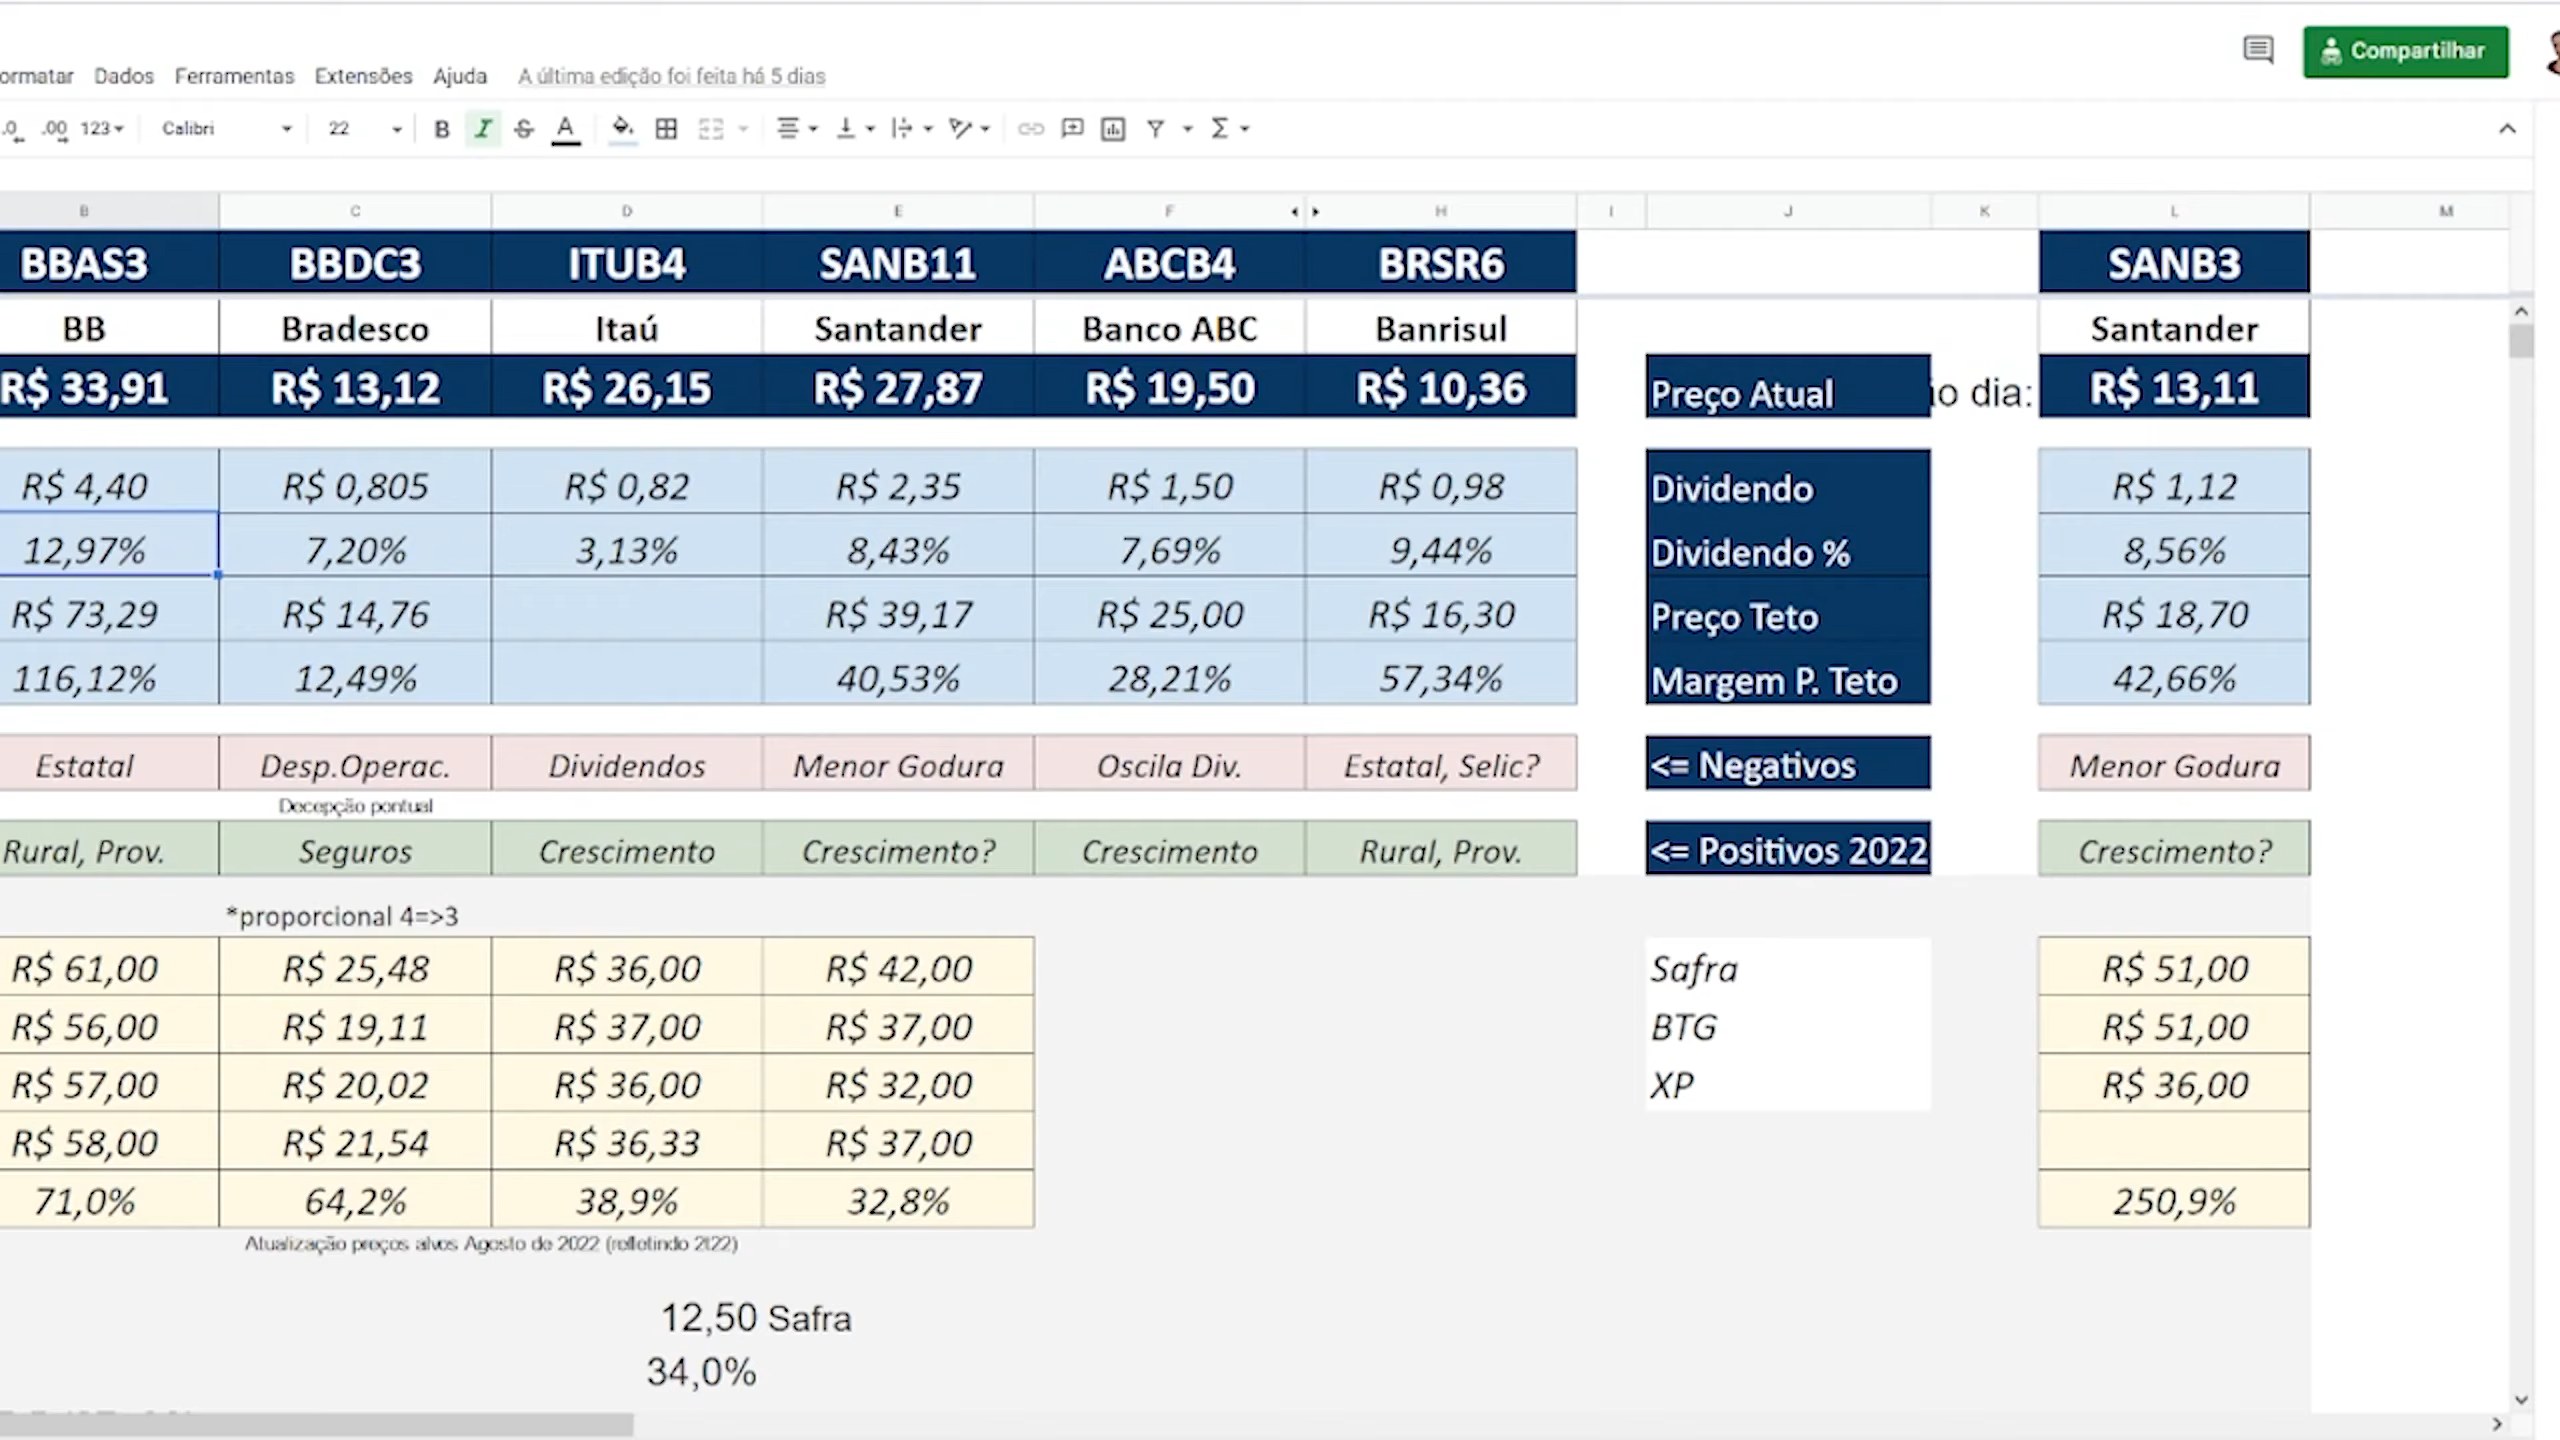 ormatar Dados Ferramentas Extensões Ajuda A última edição foi feita há 5 dias
Compartilhar
.0 .00 123 Calibri 22 B I S A
B C D E F H I J K L M
BBAS3 BBDC3 ITUB4 SANB11 ABCB4 BRSR6 SANB3
BB Bradesco Itaú Santander Banco ABC Banrisul Santander
R$ 33,91 R$ 13,12 R$ 26,15 R$ 27,87 R$ 19,50 R$ 10,36 Preço Atual o dia: R$ 13,11
R$ 4,40 R$ 0,805 R$ 0,82 R$ 2,35 R$ 1,50 R$ 0,98 Dividendo R$ 1,12
12,97% 7,20% 3,13% 8,43% 7,69% 9,44% Dividendo % 8,56%
R$ 73,29 R$ 14,76 R$ 39,17 R$ 25,00 R$ 16,30 Preço Teto R$ 18,70
116,12% 12,49% 40,53% 28,21% 57,34% Margem P. Teto 42,66%
Estatal Desp.Operac. Dividendos Menor Godura Oscila Div. Estatal, Selic? <= Negativos Menor Godura
Decepção pontual
Rural, Prov. Seguros Crescimento Crescimento? Crescimento Rural, Prov. <= Positivos 2022 Crescimento?
*proporcional 4=>3
R$ 61,00 R$ 25,48 R$ 36,00 R$ 42,00 Safra R$ 51,00
R$ 56,00 R$ 19,11 R$ 37,00 R$ 37,00 BTG R$ 51,00
R$ 57,00 R$ 20,02 R$ 36,00 R$ 32,00 XP R$ 36,00
R$ 58,00 R$ 21,54 R$ 36,33 R$ 37,00
71,0% 64,2% 38,9% 32,8% 250,9%
Atualização preços alvos Agosto de 2022 (refletindo 2t22)
12,50 Safra
34,0%